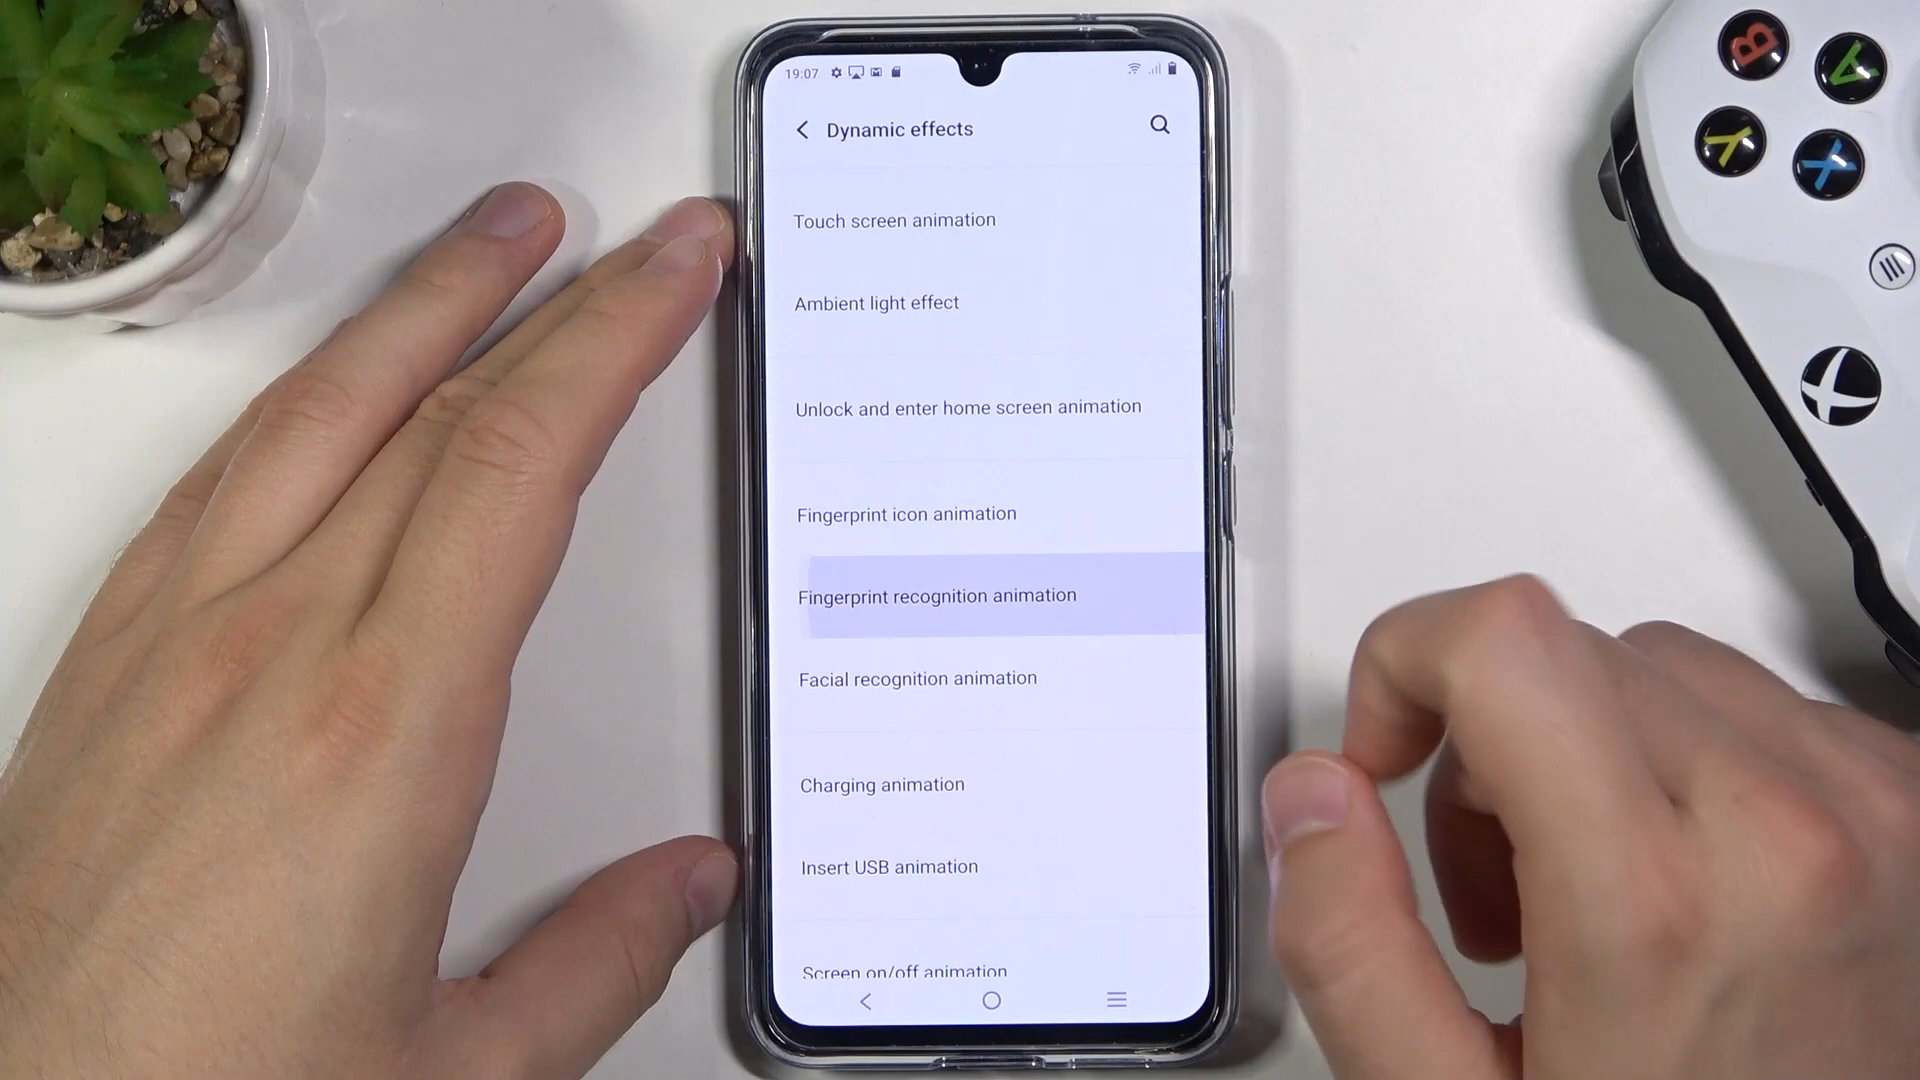 19:07
Dynamic effects
Touch screen animation
Ambient light effect
Unlock and enter home screen animation
Fingerprint icon animation
Fingerprint recognition animation
Facial recognition animation
Charging animation
Insert USB animation
Screen on/off animation
B
A
Y
X